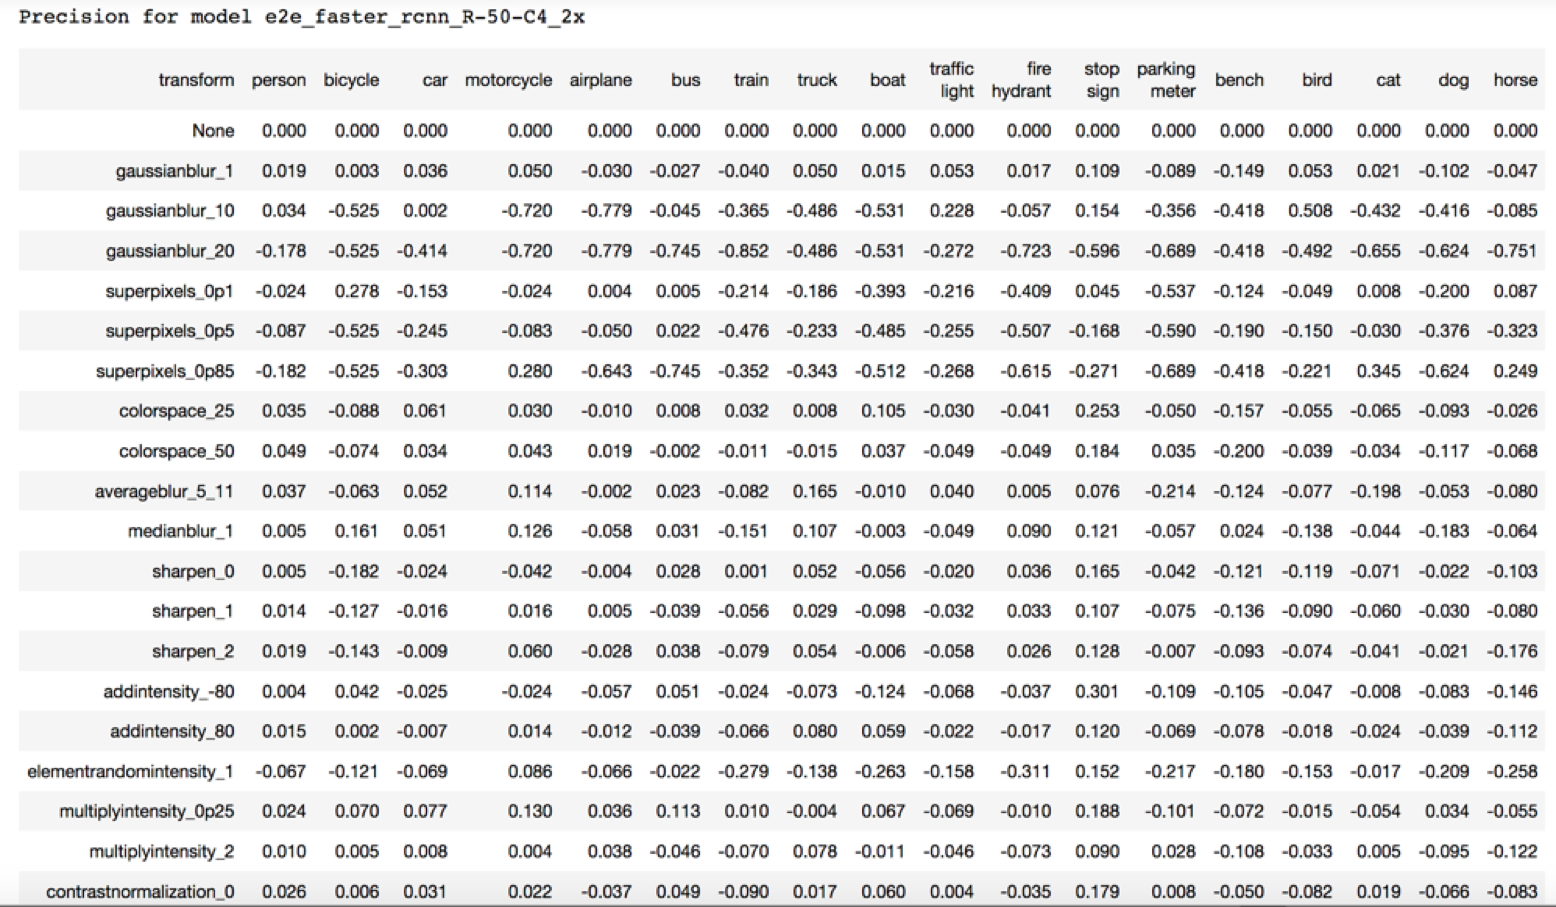 Precision for model e2e_faster_rcnn_R-50-C4_2x
transform person bicycle car motorcycle airplane bus train truck boat traffic light fire hydrant stop sign parking meter bench bird cat dog horse
None 0.000 0.000 0.000 0.000 0.000 0.000 0.000 0.000 0.000 0.000 0.000 0.000 0.000 0.000 0.000 0.000 0.000 0.000
gaussianblur_1 0.019 0.003 0.036 0.050 -0.030 -0.027 -0.040 0.050 0.015 0.053 0.017 0.109 -0.089 -0.149 0.053 0.021 -0.102 -0.047
gaussianblur_10 0.034 -0.525 0.002 -0.720 -0.779 -0.045 -0.365 -0.486 -0.531 0.228 -0.057 0.154 -0.356 -0.418 0.508 -0.432 -0.416 -0.085
gaussianblur_20 -0.178 -0.525 -0.414 -0.720 -0.779 -0.745 -0.852 -0.486 -0.531 -0.272 -0.723 -0.596 -0.689 -0.418 -0.492 -0.655 -0.624 -0.751
superpixels_0p1 -0.024 0.278 -0.153 -0.024 0.004 0.005 -0.214 -0.186 -0.393 -0.216 -0.409 0.045 -0.537 -0.124 -0.049 0.008 -0.200 0.087
superpixels_0p5 -0.087 -0.525 -0.245 -0.083 -0.050 0.022 -0.476 -0.233 -0.485 -0.255 -0.507 -0.168 -0.590 -0.190 -0.150 -0.030 -0.376 -0.323
superpixels_0p85 -0.182 -0.525 -0.303 0.280 -0.643 -0.745 -0.352 -0.343 -0.512 -0.268 -0.615 -0.271 -0.689 -0.418 -0.221 0.345 -0.624 0.249
colorspace_25 0.035 -0.088 0.061 0.030 -0.010 0.008 0.032 0.008 0.105 -0.030 -0.041 0.253 -0.050 -0.157 -0.055 -0.065 -0.093 -0.026
colorspace_50 0.049 -0.074 0.034 0.043 0.019 -0.002 -0.011 -0.015 0.037 -0.049 -0.049 0.184 0.035 -0.200 -0.039 -0.034 -0.117 -0.068
averageblur_5_11 0.037 -0.063 0.052 0.114 -0.002 0.023 -0.082 0.165 -0.010 0.040 0.005 0.076 -0.214 -0.124 -0.077 -0.198 -0.053 -0.080
medianblur_1 0.005 0.161 0.051 0.126 -0.058 0.031 -0.151 0.107 -0.003 -0.049 0.090 0.121 -0.057 0.024 -0.138 -0.044 -0.183 -0.064
sharpen_0 0.005 -0.182 -0.024 -0.042 -0.004 0.028 0.001 0.052 -0.056 -0.020 0.036 0.165 -0.042 -0.121 -0.119 -0.071 -0.022 -0.103
sharpen_1 0.014 -0.127 -0.016 0.016 0.005 -0.039 -0.056 0.029 -0.098 -0.032 0.033 0.107 -0.075 -0.136 -0.090 -0.060 -0.030 -0.080
sharpen_2 0.019 -0.143 -0.009 0.060 -0.028 0.038 -0.079 0.054 -0.006 -0.058 0.026 0.128 -0.007 -0.093 -0.074 -0.041 -0.021 -0.176
addintensity_-80 0.004 0.042 -0.025 -0.024 -0.057 0.051 -0.024 -0.073 -0.124 -0.068 -0.037 0.301 -0.109 -0.105 -0.047 -0.008 -0.083 -0.146
addintensity_80 0.015 0.002 -0.007 0.014 -0.012 -0.039 -0.066 0.080 0.059 -0.022 -0.017 0.120 -0.069 -0.078 -0.018 -0.024 -0.039 -0.112
elementrandomintensity_1 -0.067 -0.121 -0.069 0.086 -0.066 -0.022 -0.279 -0.138 -0.263 -0.158 -0.311 0.152 -0.217 -0.180 -0.153 -0.017 -0.209 -0.258
multiplyintensity_0p25 0.024 0.070 0.077 0.130 0.036 0.113 0.010 -0.004 0.067 -0.069 -0.010 0.188 -0.101 -0.072 -0.015 -0.054 0.034 -0.055
multiplyintensity_2 0.010 0.005 0.008 0.004 0.038 -0.046 -0.070 0.078 -0.011 -0.046 -0.073 0.090 0.028 -0.108 -0.033 0.005 -0.095 -0.122
contrastnormalization_0 0.026 0.006 0.031 0.022 -0.037 0.049 -0.090 0.017 0.060 0.004 -0.035 0.179 0.008 -0.050 -0.082 0.019 -0.066 -0.083